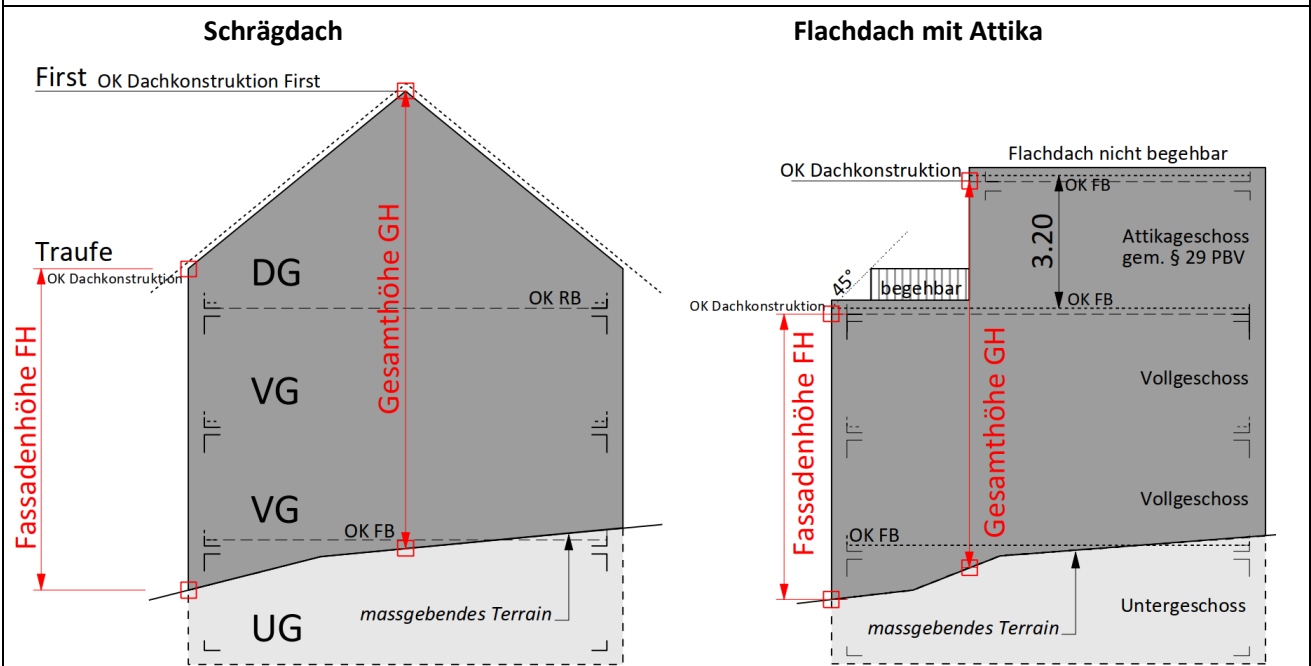 Schrägdach
First OK Dachkonstruktion First
Traufe
OK Dachkonstruktion
DG
OK RB
VG
VG
OK FB
UG
massgebendes Terrain
Fassadenhöhe FH
Gesamthöhe GH
Flachdach mit Attika
Flachdach nicht begehbar
OK Dachkonstruktion
OK FB
3.20
Attikageschoss
gem. § 29 PBV
45°
begehbar
OK FB
OK Dachkonstruktion
Vollgeschoss
Vollgeschoss
OK FB
Untergeschoss
massgebendes Terrain
Fassadenhöhe FH
Gesamthöhe GH